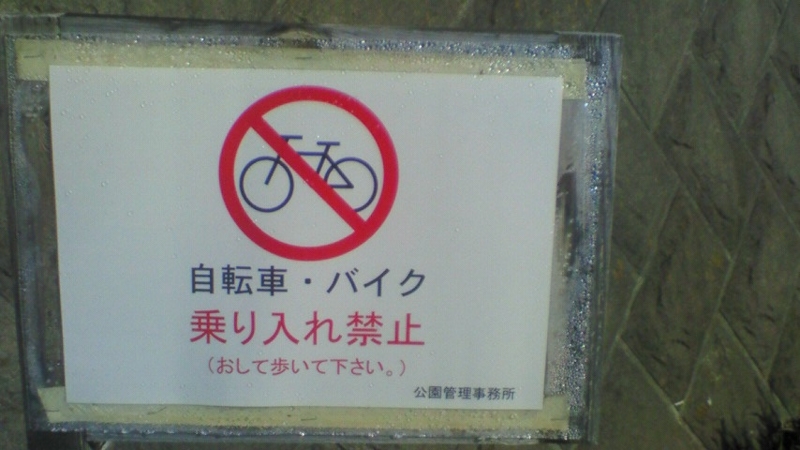 自転車・バイク
乗り入れ禁止
（おして歩いて下さい。）
公園管理事務所